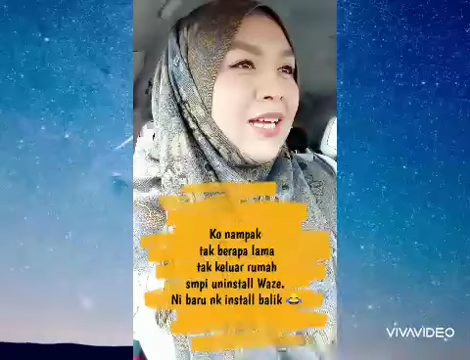 Ko nampak
tak berapa lama
tak keluar rumah
smpi uninstall Waze.
Ni baru nk install balik 😂
VIVAVIDEO